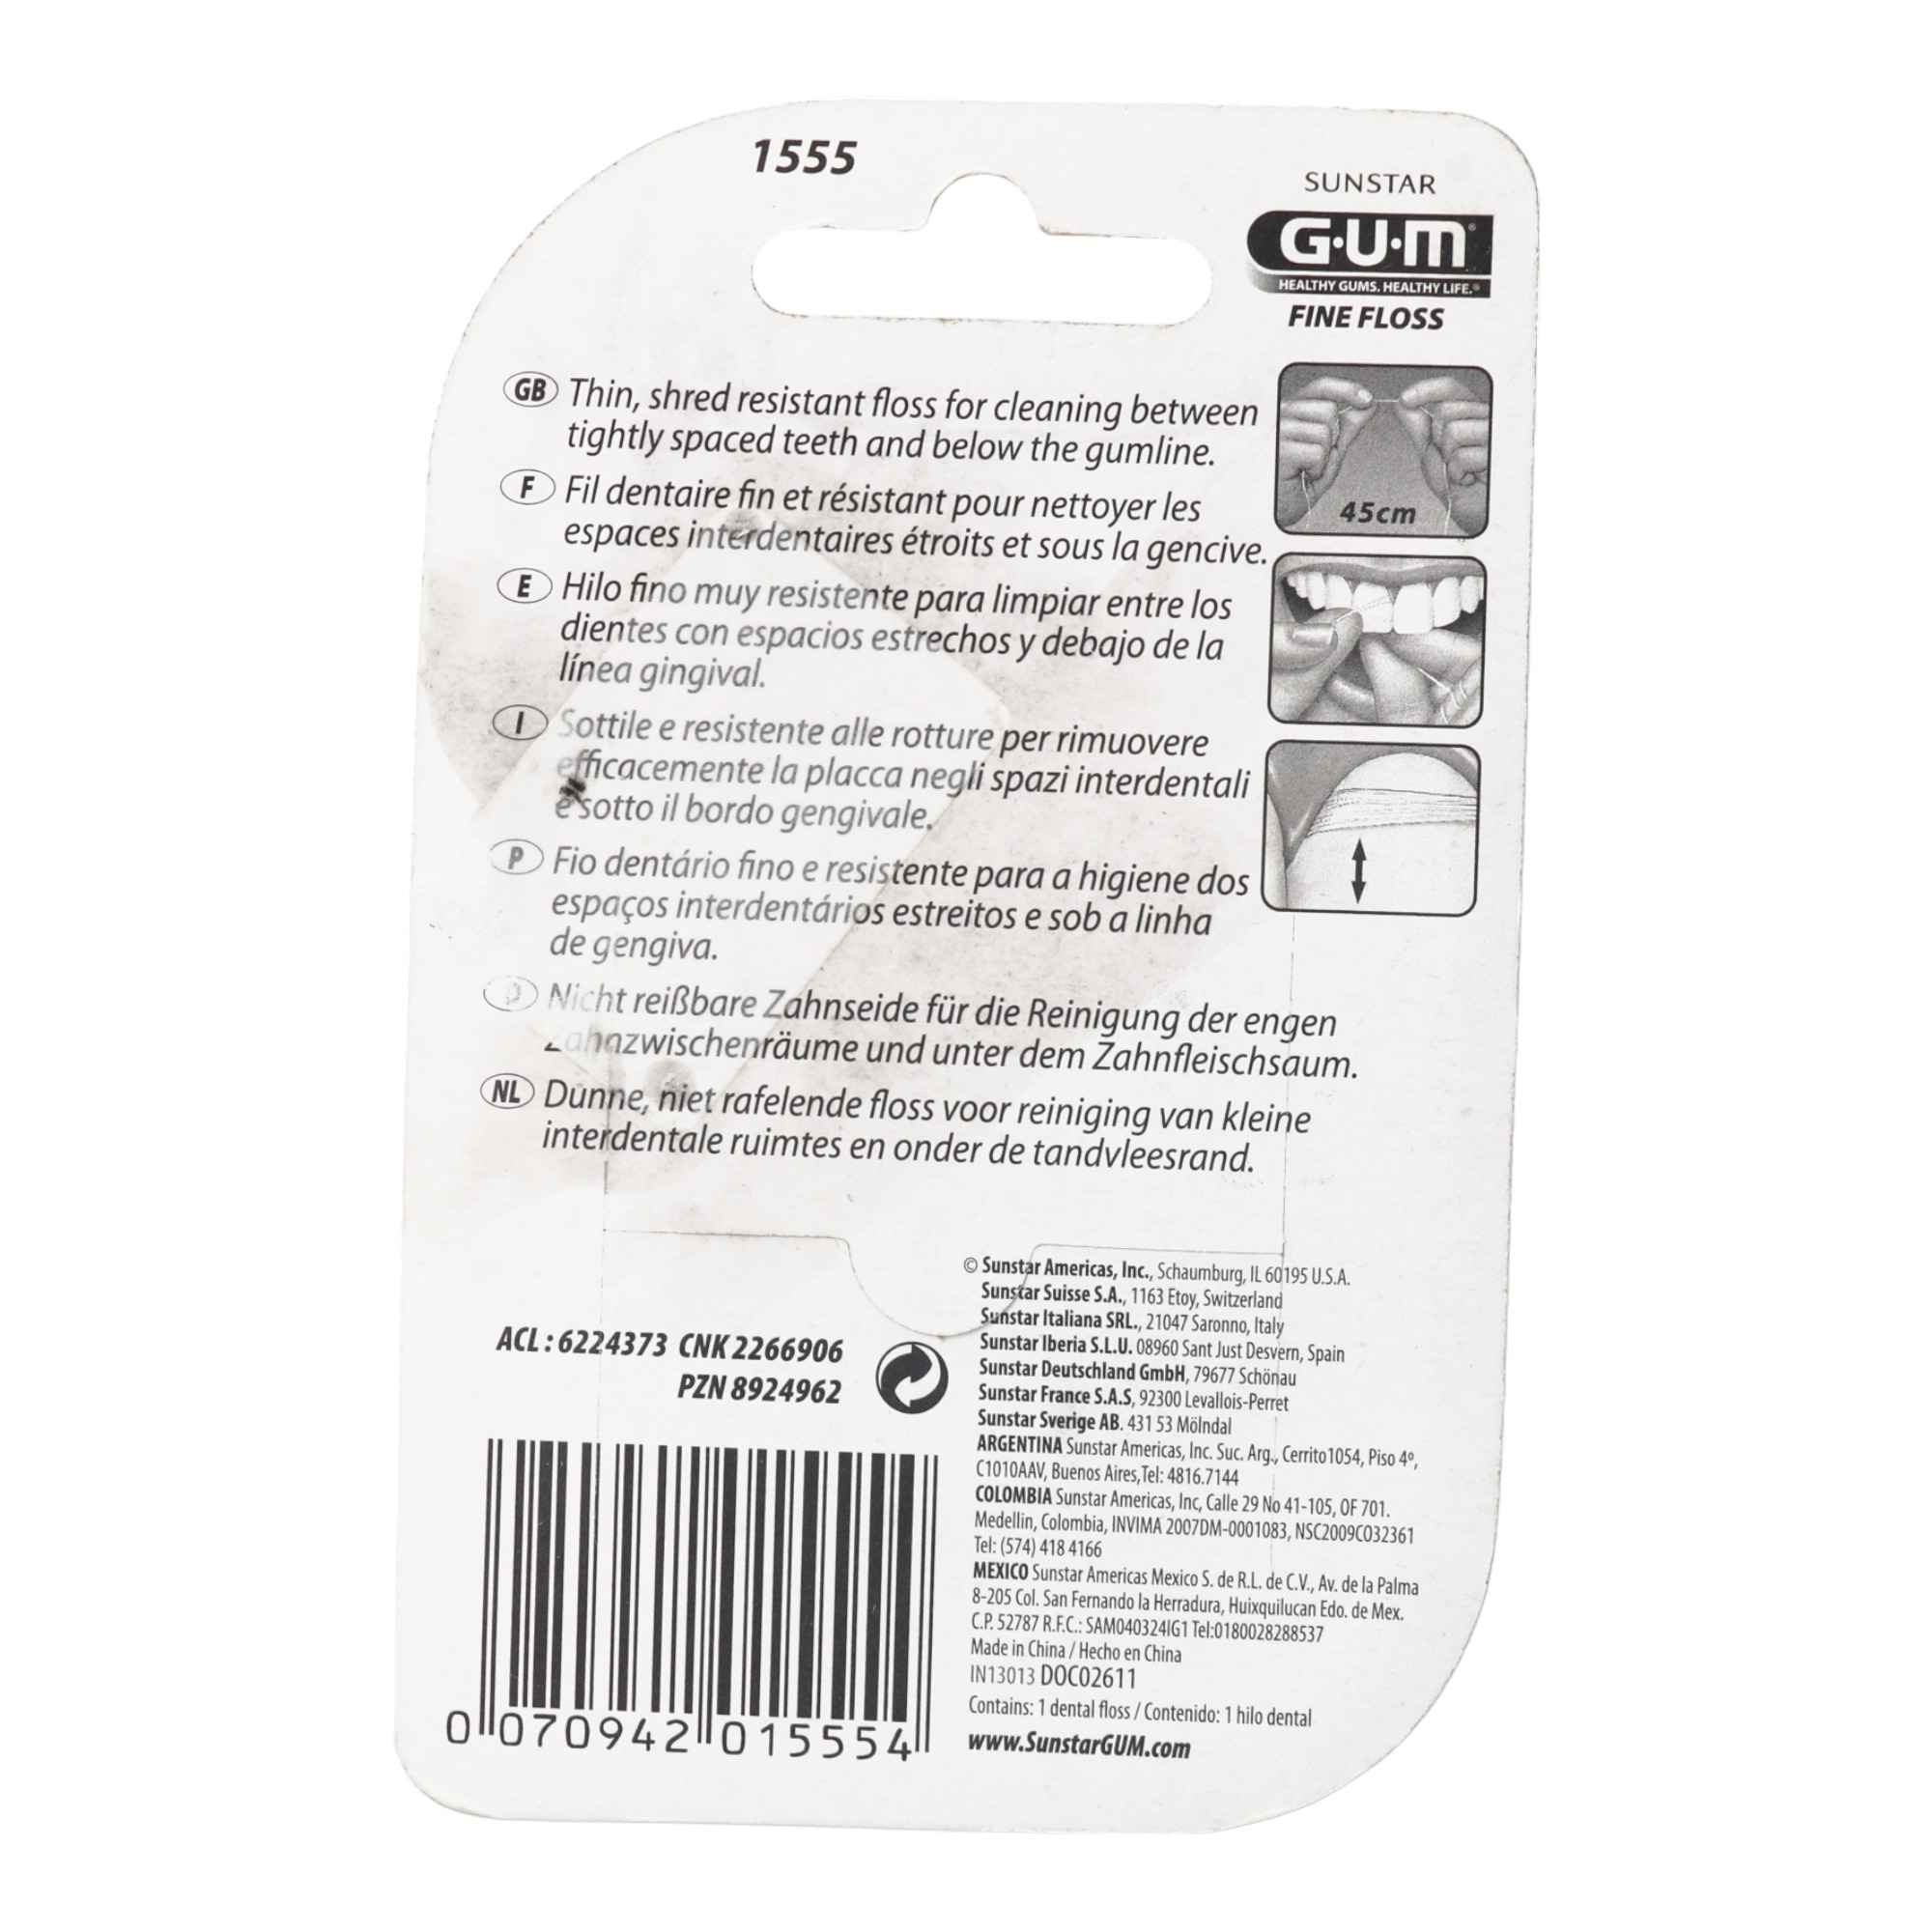 1555
SUNSTAR
G·U·M®
HEALTHY GUMS. HEALTHY LIFE.®
FINE FLOSS
GB Thin, shred resistant floss for cleaning between
tightly spaced teeth and below the gumline.
F Fil dentaire fin et résistant pour nettoyer les
espaces interdentaires étroits et sous la gencive.
E Hilo fino muy resistente para limpiar entre los
dientes con espacios estrechos y debajo de la
línea gingival.
I Sottile e resistente alle rotture per rimuovere
efficacemente la placca negli spazi interdentali
e sotto il bordo gengivale.
P Fio dentário fino e resistente para a higiene dos
espaços interdentários estreitos e sob a linha
de gengiva.
D Nicht reißbare Zahnseide für die Reinigung der engen
Zahnzwischenräume und unter dem Zahnfleischsaum.
NL Dunne, niet rafelende floss voor reiniging van kleine
interdentale ruimtes en onder de tandvleesrand.
45cm
ACL : 6224373 CNK 2266906
PZN 8924962
© Sunstar Americas, Inc., Schaumburg, IL 60195 U.S.A.
Sunstar Suisse S.A., 1163 Etoy, Switzerland
Sunstar Italiana SRL., 21047 Saronno, Italy
Sunstar Iberia S.L.U. 08960 Sant Just Desvern, Spain
Sunstar Deutschland GmbH, 79677 Schönau
Sunstar France S.A.S, 92300 Levallois-Perret
Sunstar Sverige AB. 431 53 Mölndal
ARGENTINA Sunstar Americas, Inc. Suc. Arg., Cerrito1054, Piso 4º,
C1010AAV, Buenos Aires,Tel: 4816.7144
COLOMBIA Sunstar Americas, Inc, Calle 29 No 41-105, OF 701.
Medellin, Colombia, INVIMA 2007DM-0001083, NSC2009CO32361
Tel: (574) 418 4166
MEXICO Sunstar Americas Mexico S. de R.L. de C.V., Av. de la Palma
8-205 Col. San Fernando la Herradura, Huixquilucan Edo. de Mex.
C.P. 52787 R.F.C.: SAM040324IG1 Tel:0180028288537
Made in China / Hecho en China
IN13013 DOC02611
Contains: 1 dental floss / Contenido: 1 hilo dental
www.SunstarGUM.com
0 070942 015554